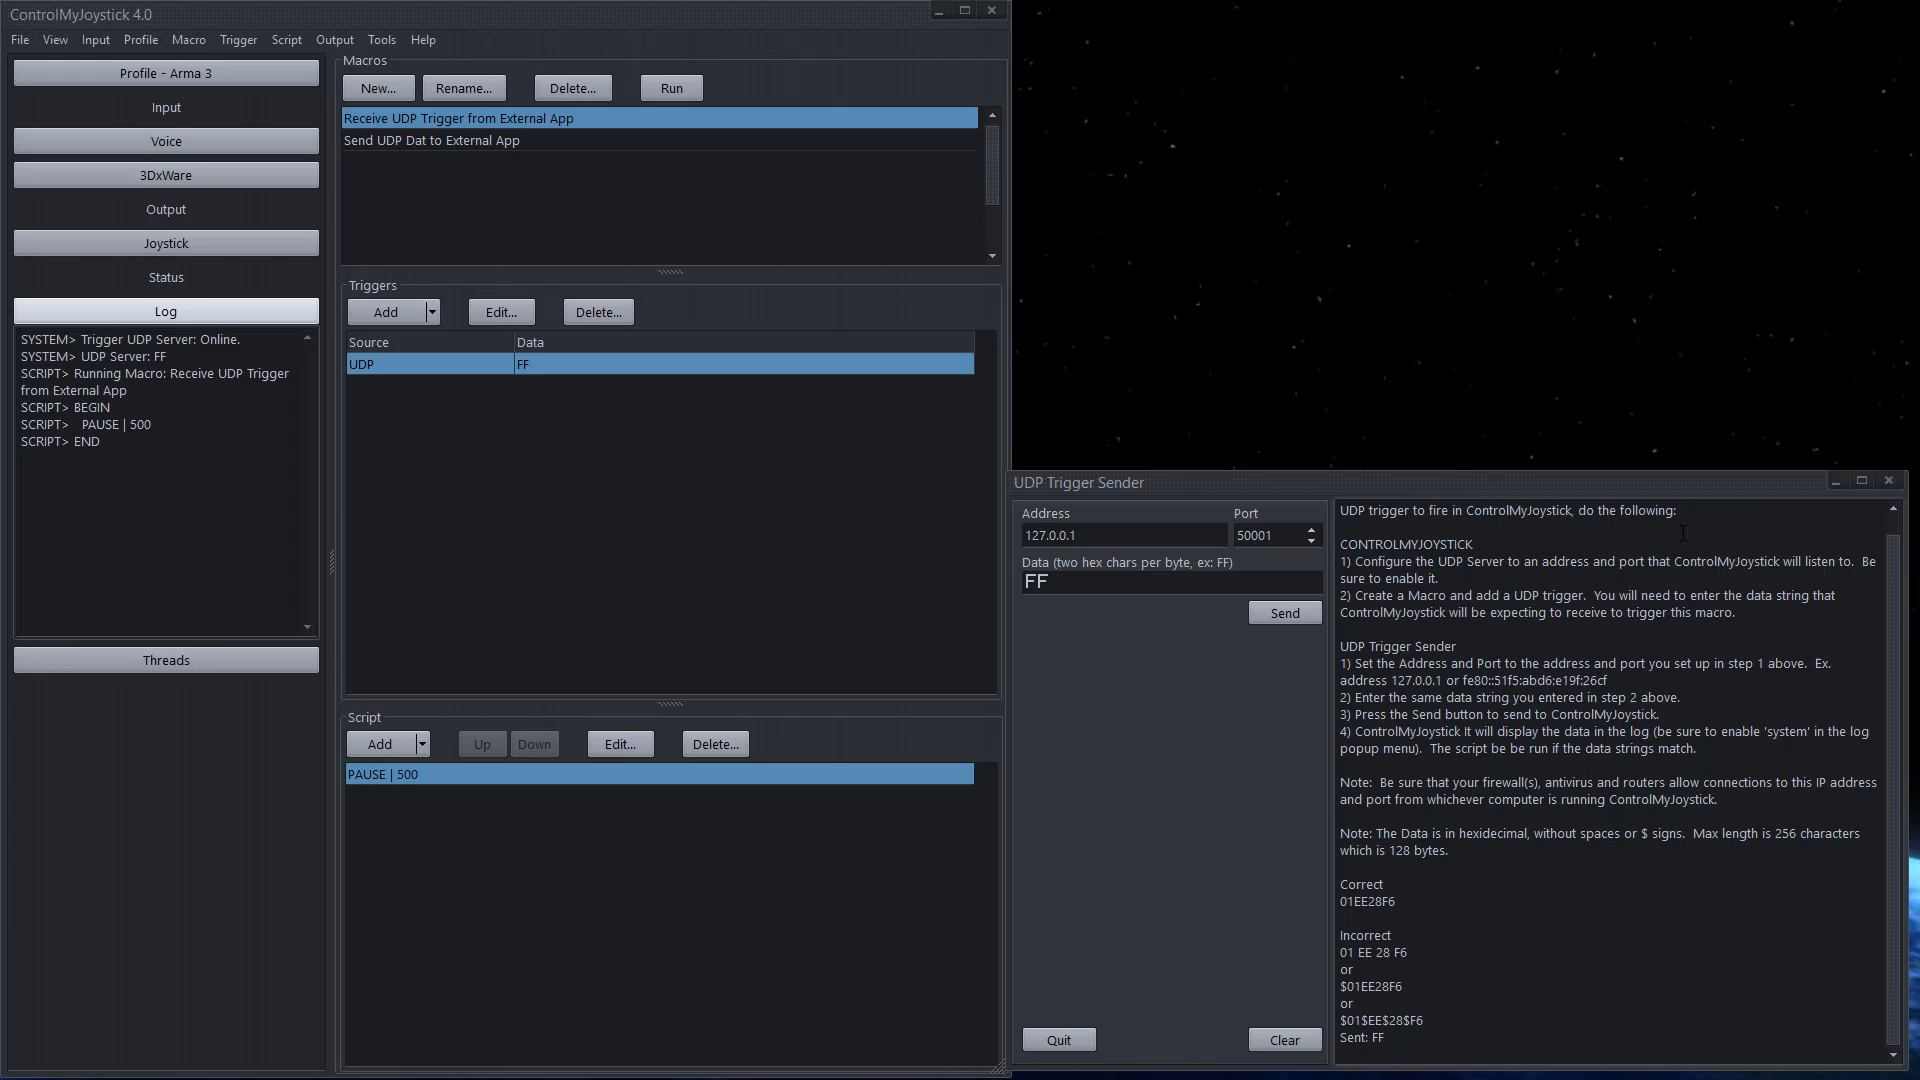 ControlMyJoystick 4.0
File View Input Profile Macro Trigger Script Output Tools Help
Profile - Arma 3
Input
Voice
3DxWare
Output
Joystick
Status
Log
SYSTEM> Trigger UDP Server: Online.
SYSTEM> UDP Server: FF
SCRIPT> Running Macro: Receive UDP Trigger
from External App
SCRIPT> BEGIN
SCRIPT> PAUSE | 500
SCRIPT> END
Threads
Macros
New... Rename... Delete... Run
Receive UDP Trigger from External App
Send UDP Dat to External App
Triggers
Add Edit... Delete...
Source Data
UDP FF
Script
Add Up Down Edit... Delete...
PAUSE | 500
UDP Trigger Sender
Address Port
127.0.0.1 50001
Data (two hex chars per byte, ex: FF)
FF
Send
Quit Clear
UDP trigger to fire in ControlMyJoystick, do the following:
CONTROLMYJOYSTICK
1) Configure the UDP Server to an address and port that ControlMyJoystick will listen to. Be
sure to enable it.
2) Create a Macro and add a UDP trigger. You will need to enter the data string that
ControlMyJoystick will be expecting to receive to trigger this macro.
UDP Trigger Sender
1) Set the Address and Port to the address and port you set up in step 1 above. Ex.
address 127.0.0.1 or fe80::51f5:abd6:e19f:26cf
2) Enter the same data string you entered in step 2 above.
3) Press the Send button to send to ControlMyJoystick.
4) ControlMyJoystick It will display the data in the log (be sure to enable 'system' in the log
popup menu). The script be be run if the data strings match.
Note: Be sure that your firewall(s), antivirus and routers allow connections to this IP address
and port from whichever computer is running ControlMyJoystick.
Note: The Data is in hexidecimal, without spaces or $ signs. Max length is 256 characters
which is 128 bytes.
Correct
01EE28F6
Incorrect
01 EE 28 F6
or
$01EE28F6
or
$01$EE$28$F6
Sent: FF